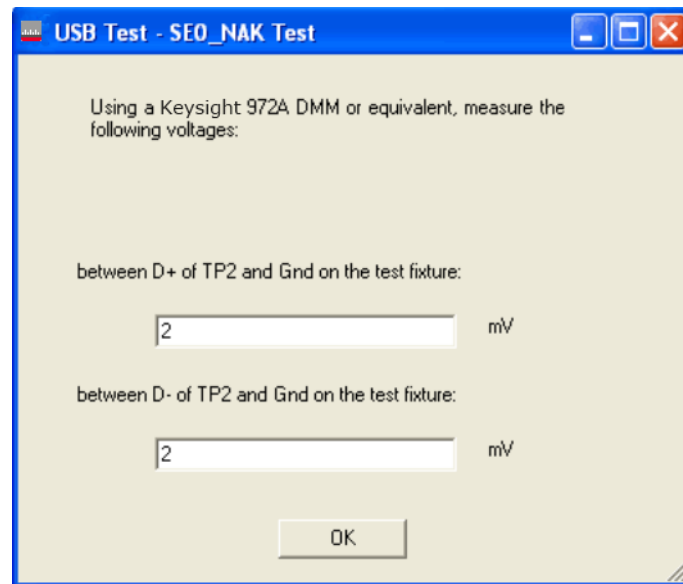 USB Test - SE0_NAK Test
Using a Keysight 972A DMM or equivalent, measure the
following voltages:
between D+ of TP2 and Gnd on the test fixture:
2 mV
between D- of TP2 and Gnd on the test fixture:
2 mV
OK